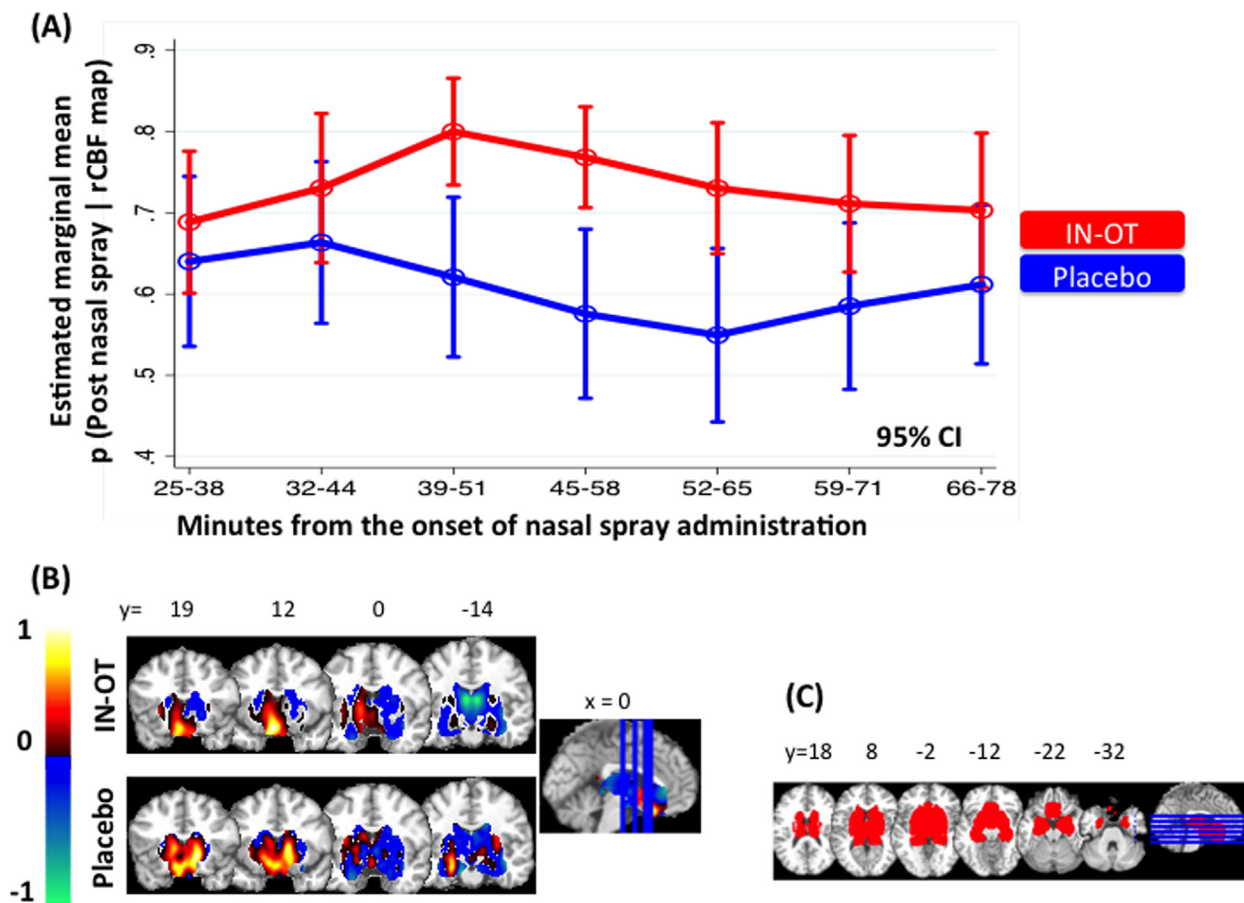 (A)
Estimated marginal mean
p (Post nasal spray | rCBF map)
.9
.8
.7
.6
.5
.4
25-38 32-44 39-51 45-58 52-65 59-71 66-78
95% CI
Minutes from the onset of nasal spray administration
IN-OT
Placebo
(B)
y= 19 12 0 -14
1
0
-1
IN-OT
Placebo
x = 0
(C)
y=18 8 -2 -12 -22 -32